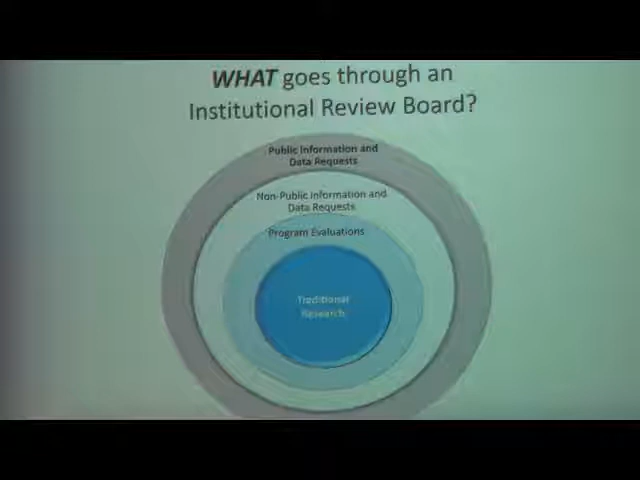 WHAT goes through an
Institutional Review Board?
Public Information and
Data Requests
Non-Public Information and
Data Requests
Program Evaluations
Traditional
Research